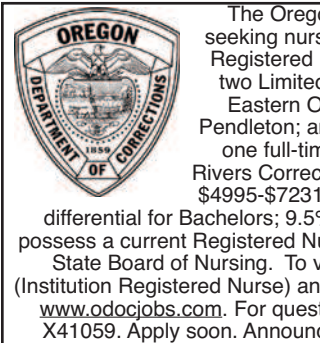 OREGON
DEPARTMENT
OF
CORRECTIONS
1859
The Orego
seeking nurs
Registered
two Limited
Eastern O
Pendleton; a
one full-tim
Rivers Correc
$4995-$7231
differential for Bachelors; 9.5
possess a current Registered Nu
State Board of Nursing. To v
(Institution Registered Nurse) an
www.odocjobs.com. For quest
X41059. Apply soon. Announc